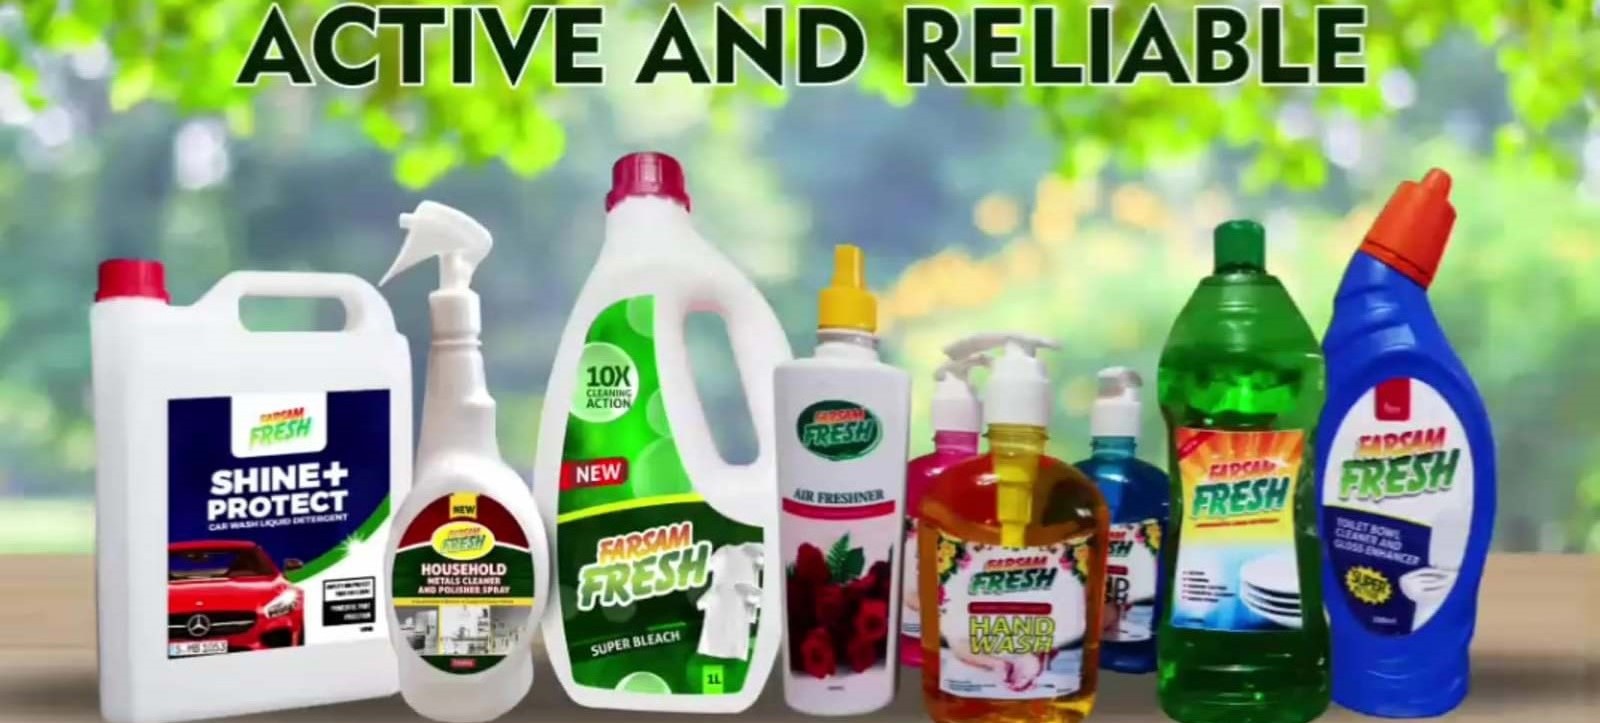 ACTIVE AND RELIABLE
FARSAM
FRESH
SHINE+
PROTECT
CAR WASH LIQUID DETERGENT
NEW
FARSAM
FRESH
HOUSEHOLD
METALS CLEANER
AND POLISHER SPRAY
10X
CLEANING
ACTION
NEW
FARSAM
FRESH
SUPER BLEACH
1L
FARSAM
FRESH
AIR FRESHNER
FARSAM
FRESH
HAND
WASH
FARSAM
FRESH
FARSAM
FRESH
TOILET BOWL
CLEANER AND
GLOSS ENHANCER
SUPER